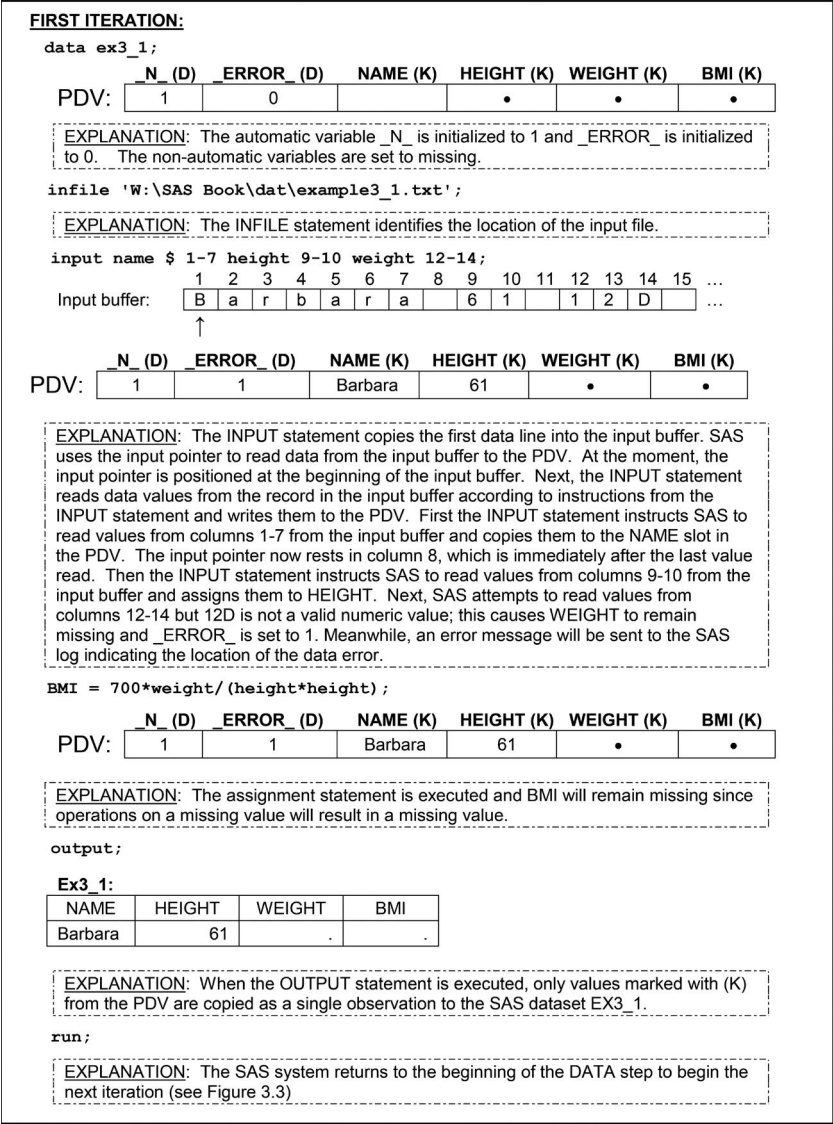 FIRST ITERATION:
data ex3_1;
_N_ (D) _ERROR_ (D) NAME (K) HEIGHT (K) WEIGHT (K) BMI (K)
PDV: 1 0 • • •
EXPLANATION: The automatic variable _N_ is initialized to 1 and _ERROR_ is initialized
to 0. The non-automatic variables are set to missing.
infile 'W:\SAS Book\dat\example3_1.txt';
EXPLANATION: The INFILE statement identifies the location of the input file.
input name $ 1-7 height 9-10 weight 12-14;
1 2 3 4 5 6 7 8 9 10 11 12 13 14 15 ...
Input buffer: B a r b a r a 6 1 1 2 D ...
↑
_N_ (D) _ERROR_ (D) NAME (K) HEIGHT (K) WEIGHT (K) BMI (K)
PDV: 1 1 Barbara 61 • •
EXPLANATION: The INPUT statement copies the first data line into the input buffer. SAS
uses the input pointer to read data from the input buffer to the PDV. At the moment, the
input pointer is positioned at the beginning of the input buffer. Next, the INPUT statement
reads data values from the record in the input buffer according to instructions from the
INPUT statement and writes them to the PDV. First the INPUT statement instructs SAS to
read values from columns 1-7 from the input buffer and copies them to the NAME slot in
the PDV. The input pointer now rests in column 8, which is immediately after the last value
read. Then the INPUT statement instructs SAS to read values from columns 9-10 from the
input buffer and assigns them to HEIGHT. Next, SAS attempts to read values from
columns 12-14 but 12D is not a valid numeric value; this causes WEIGHT to remain
missing and _ERROR_ is set to 1. Meanwhile, an error message will be sent to the SAS
log indicating the location of the data error.
BMI = 700*weight/(height*height);
_N_ (D) _ERROR_ (D) NAME (K) HEIGHT (K) WEIGHT (K) BMI (K)
PDV: 1 1 Barbara 61 • •
EXPLANATION: The assignment statement is executed and BMI will remain missing since
operations on a missing value will result in a missing value.
output;
Ex3_1:
NAME HEIGHT WEIGHT BMI
Barbara 61 . .
EXPLANATION: When the OUTPUT statement is executed, only values marked with (K)
from the PDV are copied as a single observation to the SAS dataset EX3_1.
run;
EXPLANATION: The SAS system returns to the beginning of the DATA step to begin the
next iteration (see Figure 3.3)